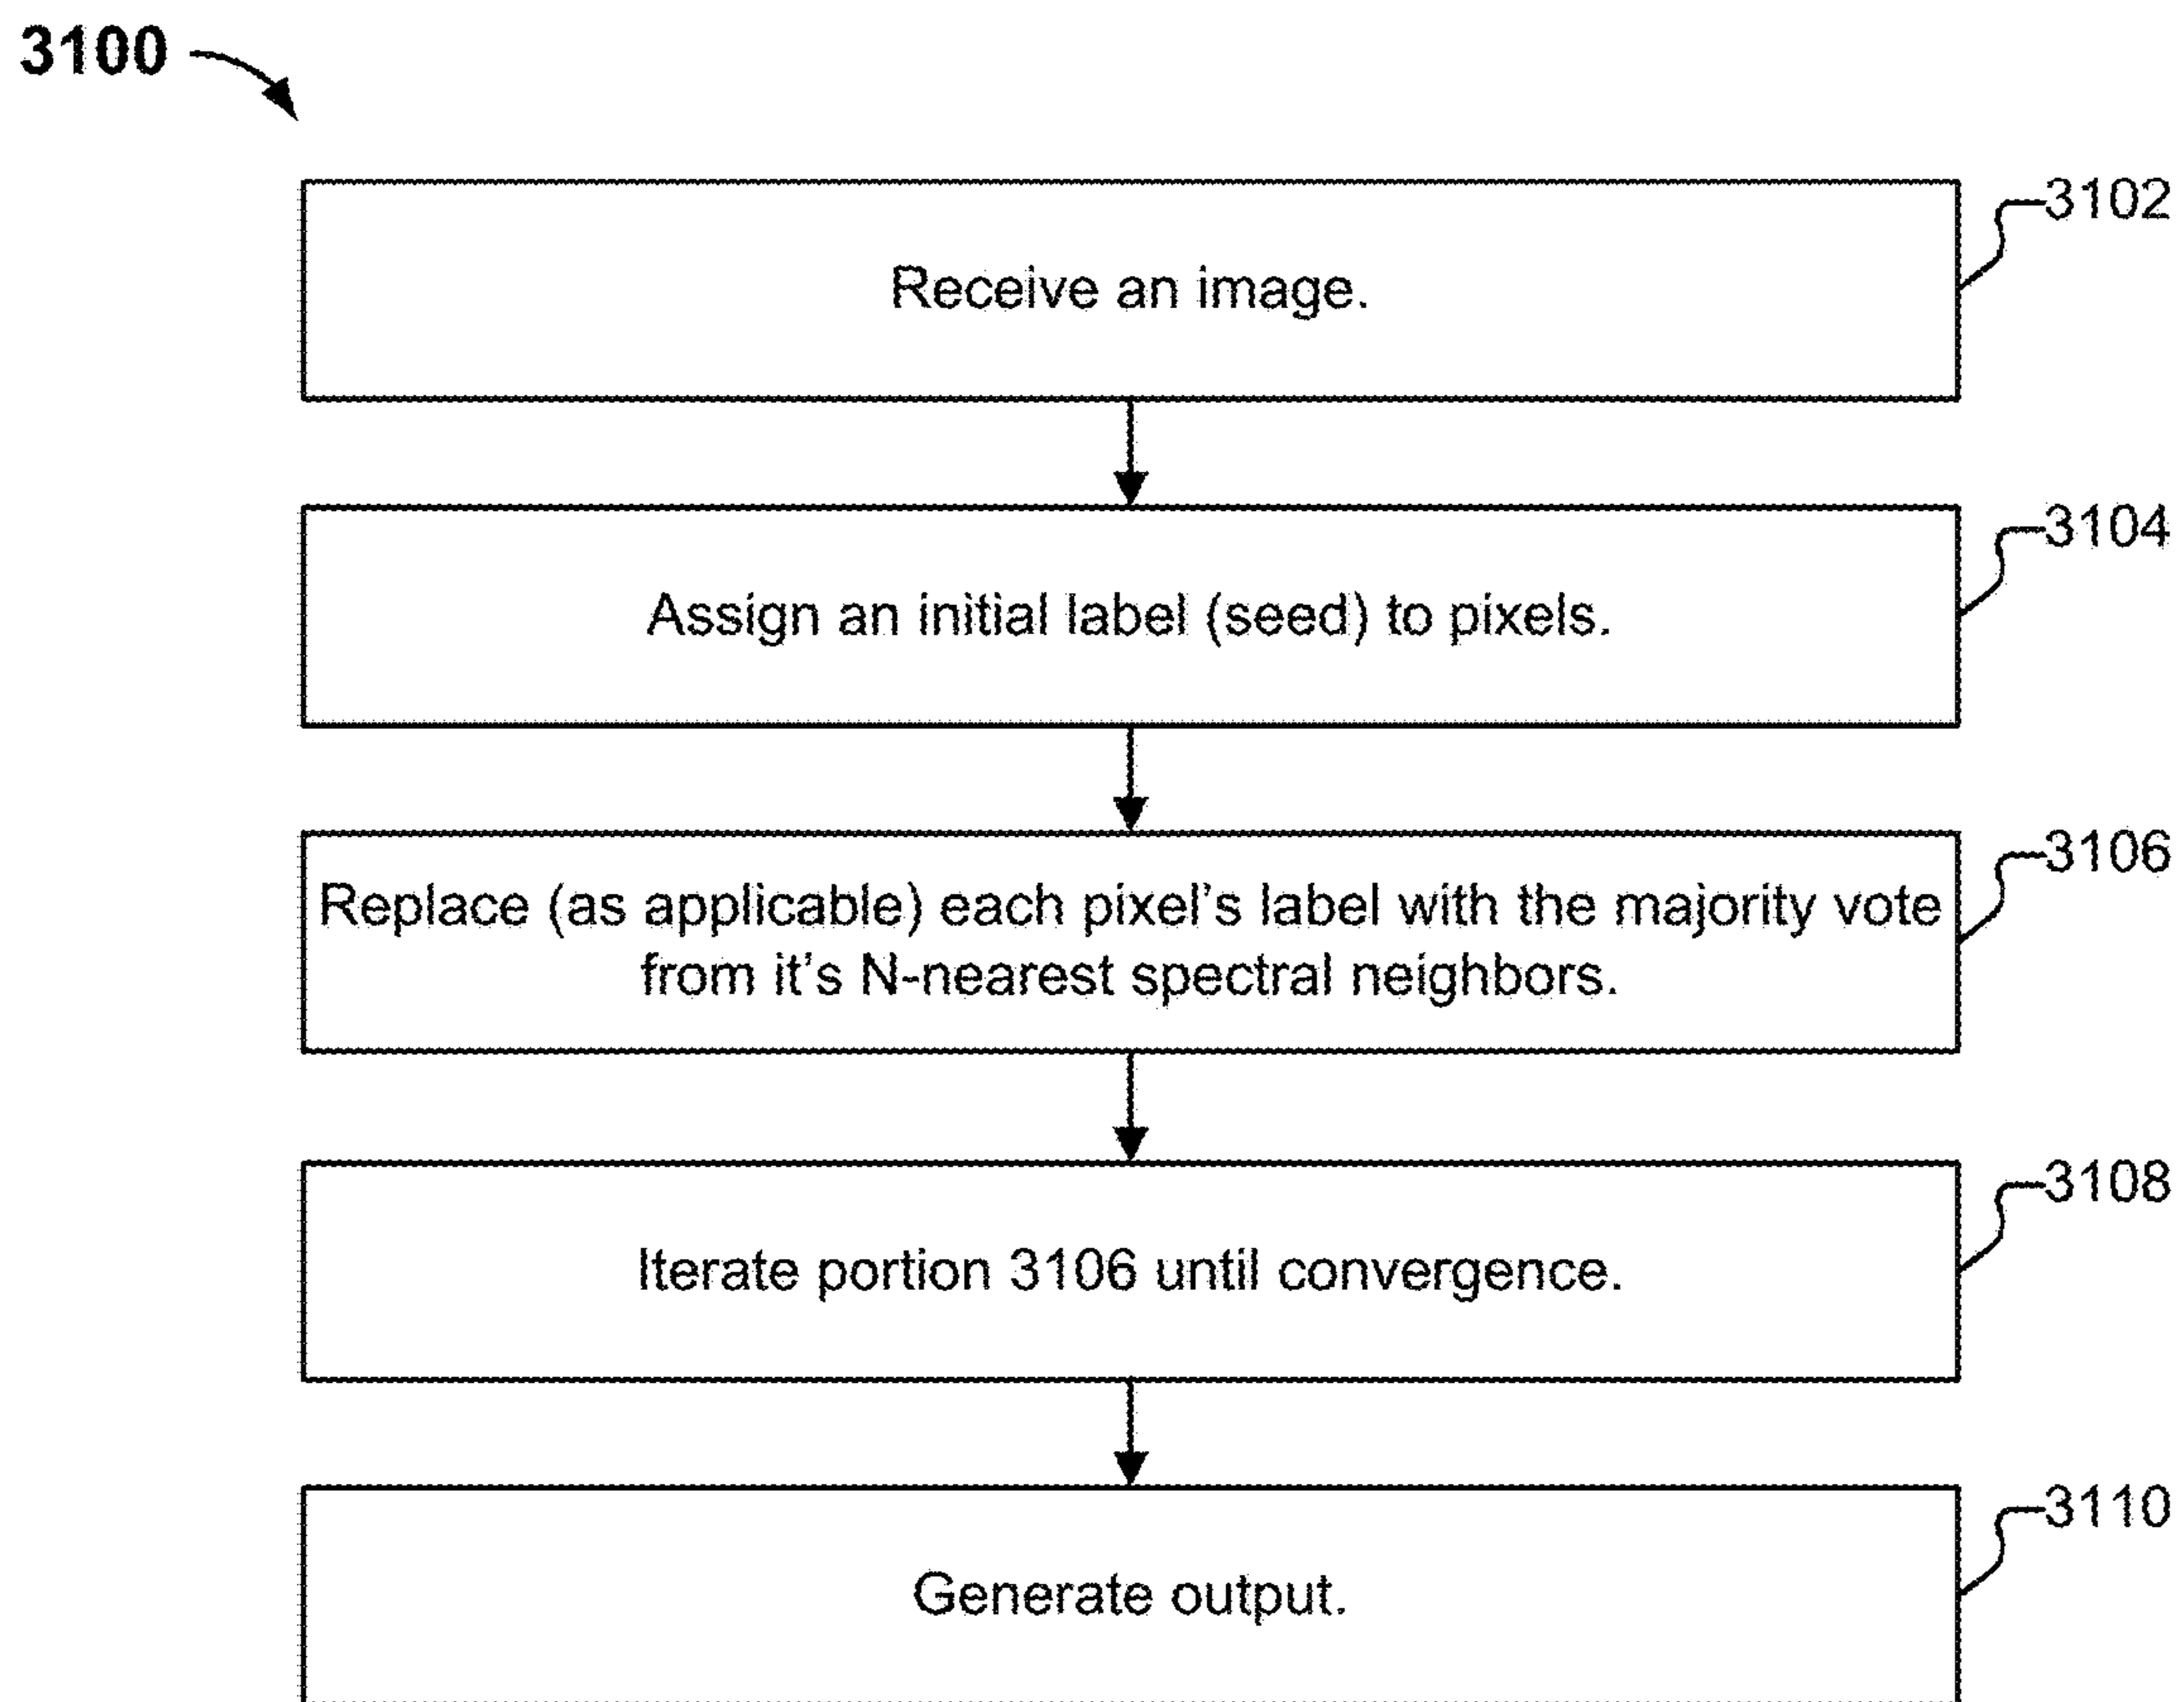 3100
3102
Receive an image.
3104
Assign an initial label (seed) to pixels.
3106
Replace (as applicable) each pixel's label with the majority vote
from it's N-nearest spectral neighbors.
3108
Iterate portion 3106 until convergence.
3110
Generate output.